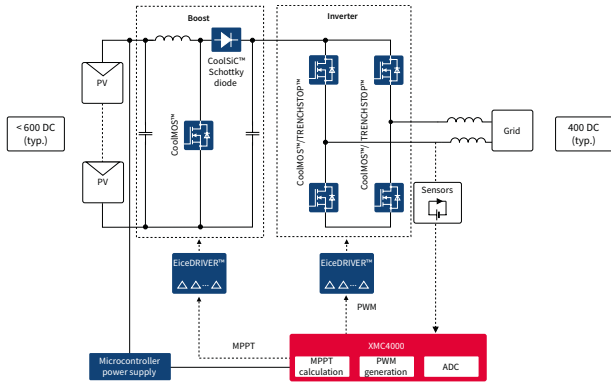 Boost
Inverter
CoolSiC™
Schottky
diode
PV
CoolMOS™
CoolMOS™/TRENCHSTOP™
CoolMOS™/ TRENCHSTOP™
< 600 DC
(typ.)
Grid
400 DC
(typ.)
PV
Sensors
EiceDRIVER™
EiceDRIVER™
...
...
PWM
MPPT
XMC4000
Microcontroller
power supply
MPPT
calculation
PWM
generation
ADC